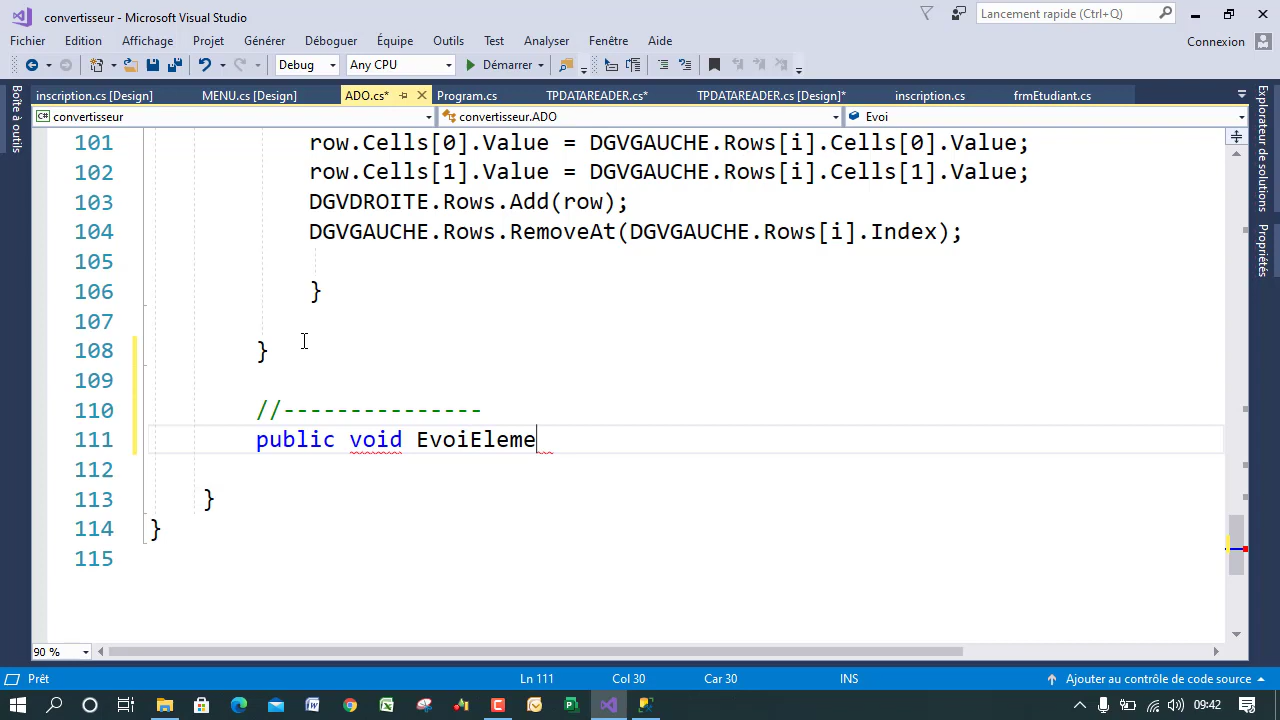 convertisseur - Microsoft Visual Studio
Lancement rapide (Ctrl+Q)
Fichier Edition Affichage Projet Générer Déboguer Équipe Outils Test Analyser Fenêtre Aide
Connexion
Debug Any CPU Démarrer
inscription.cs [Design] MENU.cs [Design] ADO.cs* Program.cs TPDATAREADER.cs* TPDATAREADER.cs [Design]* inscription.cs frmEtudiant.cs
convertisseur convertisseur.ADO Evoi
Boîte à outils
Explorateur de solutions
Propriétés
101 row.Cells[0].Value = DGVGAUCHE.Rows[i].Cells[0].Value;
102 row.Cells[1].Value = DGVGAUCHE.Rows[i].Cells[1].Value;
103 DGVDROITE.Rows.Add(row);
104 DGVGAUCHE.Rows.RemoveAt(DGVGAUCHE.Rows[i].Index);
105
106 }
107
108 }
109
110 //---------------
111 public void EvoiEleme
112
113 }
114 }
115
90 %
Prêt Ln 111 Col 30 Car 30 INS Ajouter au contrôle de code source
09:42